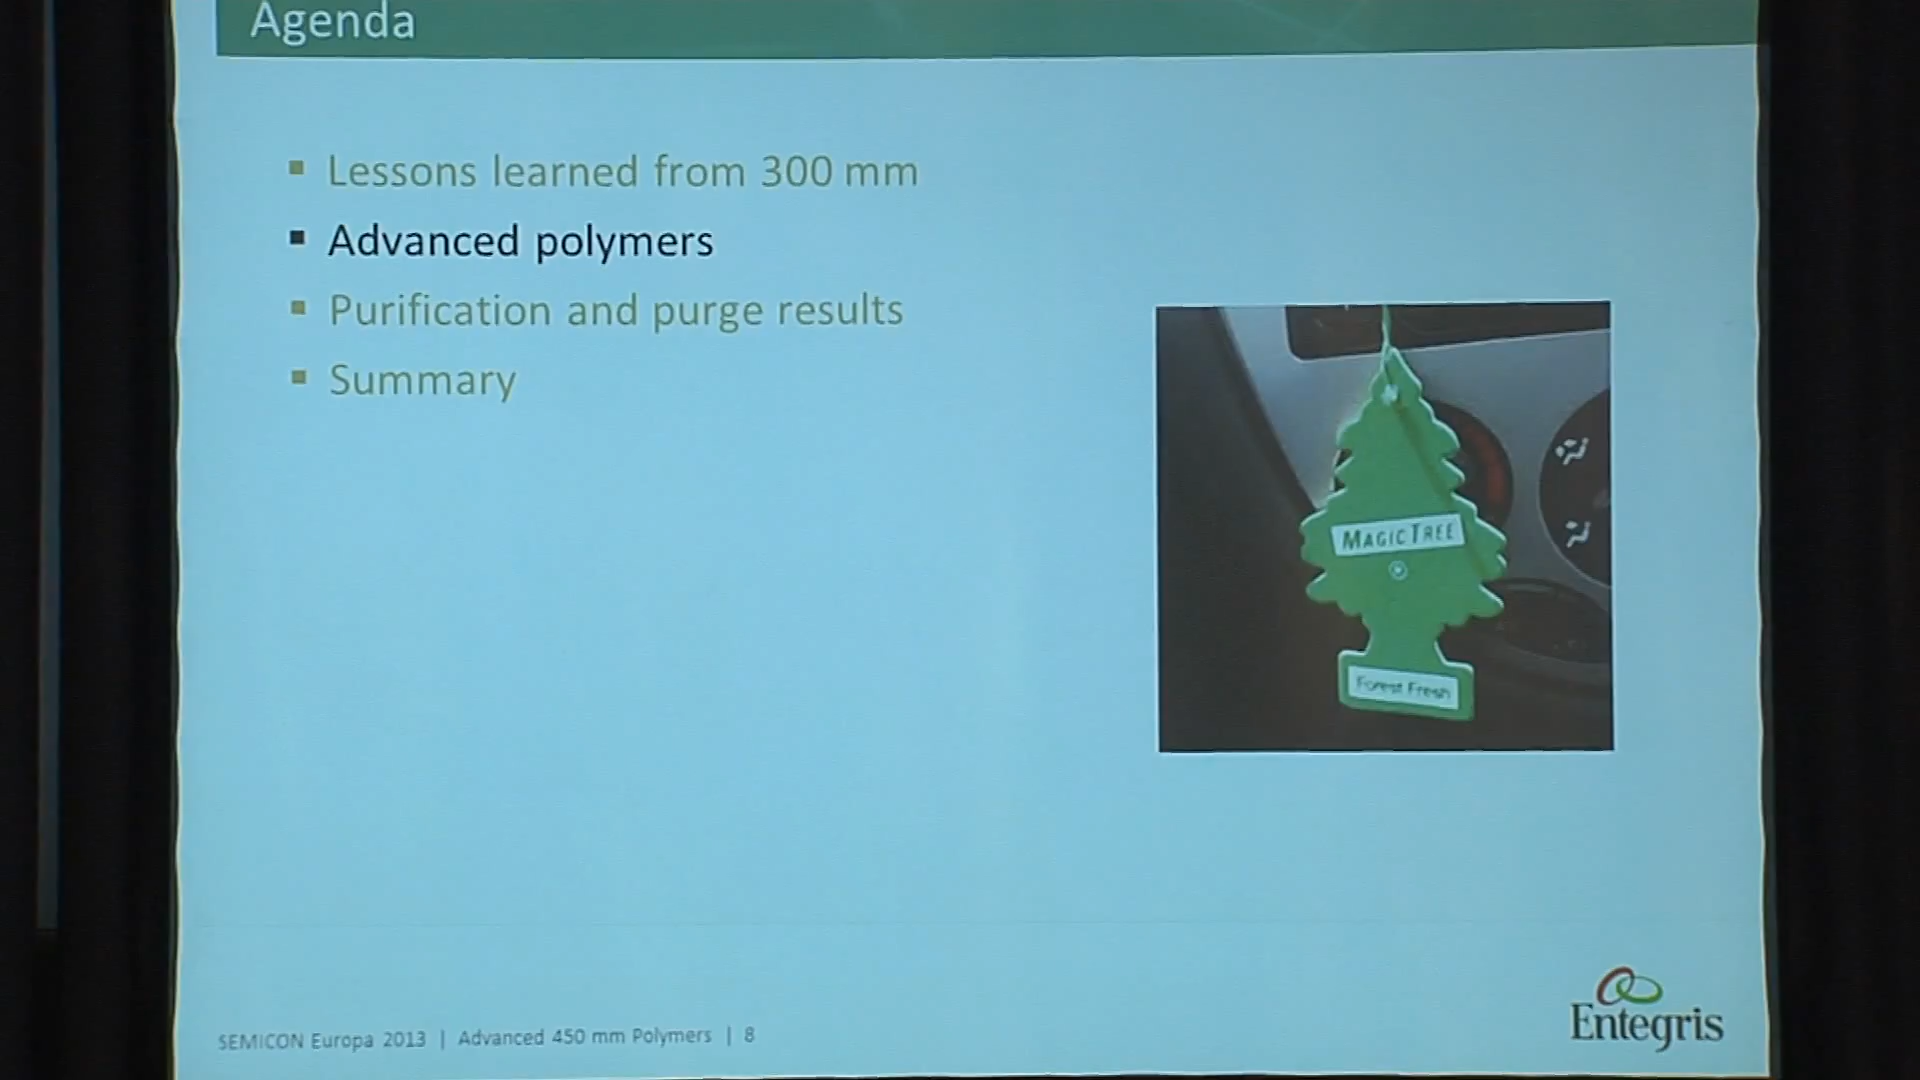 Agenda
Lessons learned from 300 mm
Advanced polymers
Purification and purge results
Summary
MAGIC TREE
Forest Fresh
SEMICON Europa 2013 | Advanced 450 mm Polymers | 8
Entegris